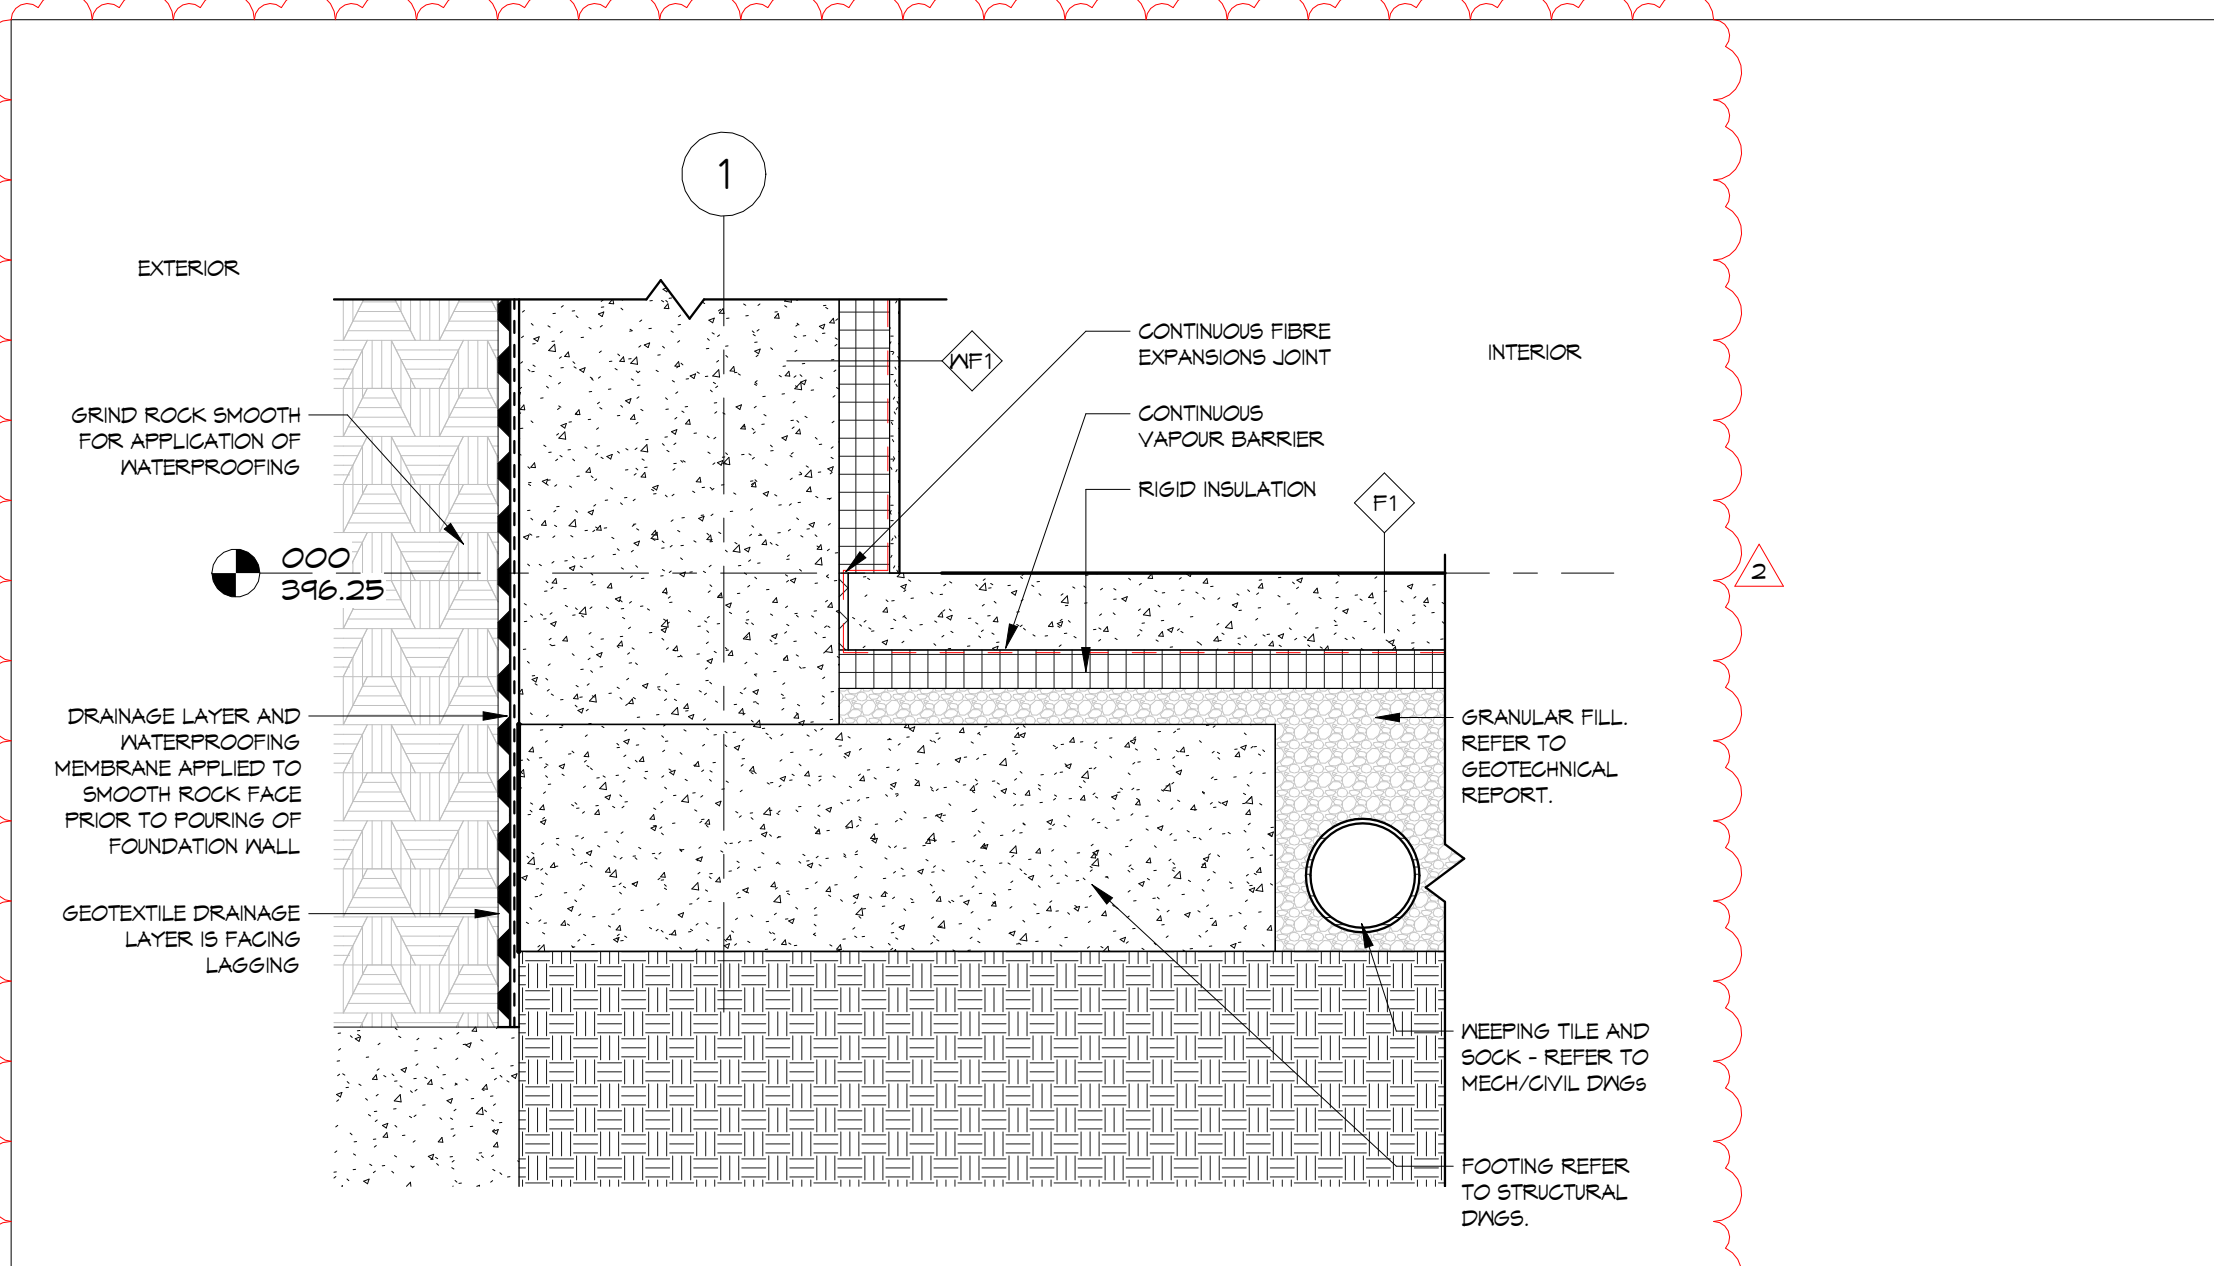 1
EXTERIOR
CONTINUOUS FIBRE
EXPANSIONS JOINT
WF1
INTERIOR
GRIND ROCK SMOOTH
FOR APPLICATION OF
WATERPROOFING
CONTINUOUS
VAPOUR BARRIER
RIGID INSULATION
F1
000
396.25
2
DRAINAGE LAYER AND
WATERPROOFING
MEMBRANE APPLIED TO
SMOOTH ROCK FACE
PRIOR TO POURING OF
FOUNDATION WALL
GRANULAR FILL.
REFER TO
GEOTECHNICAL
REPORT.
GEOTEXTILE DRAINAGE
LAYER IS FACING
LAGGING
WEEPING TILE AND
SOCK - REFER TO
MECH/CIVIL DWGs
FOOTING REFER
TO STRUCTURAL
DWGS.